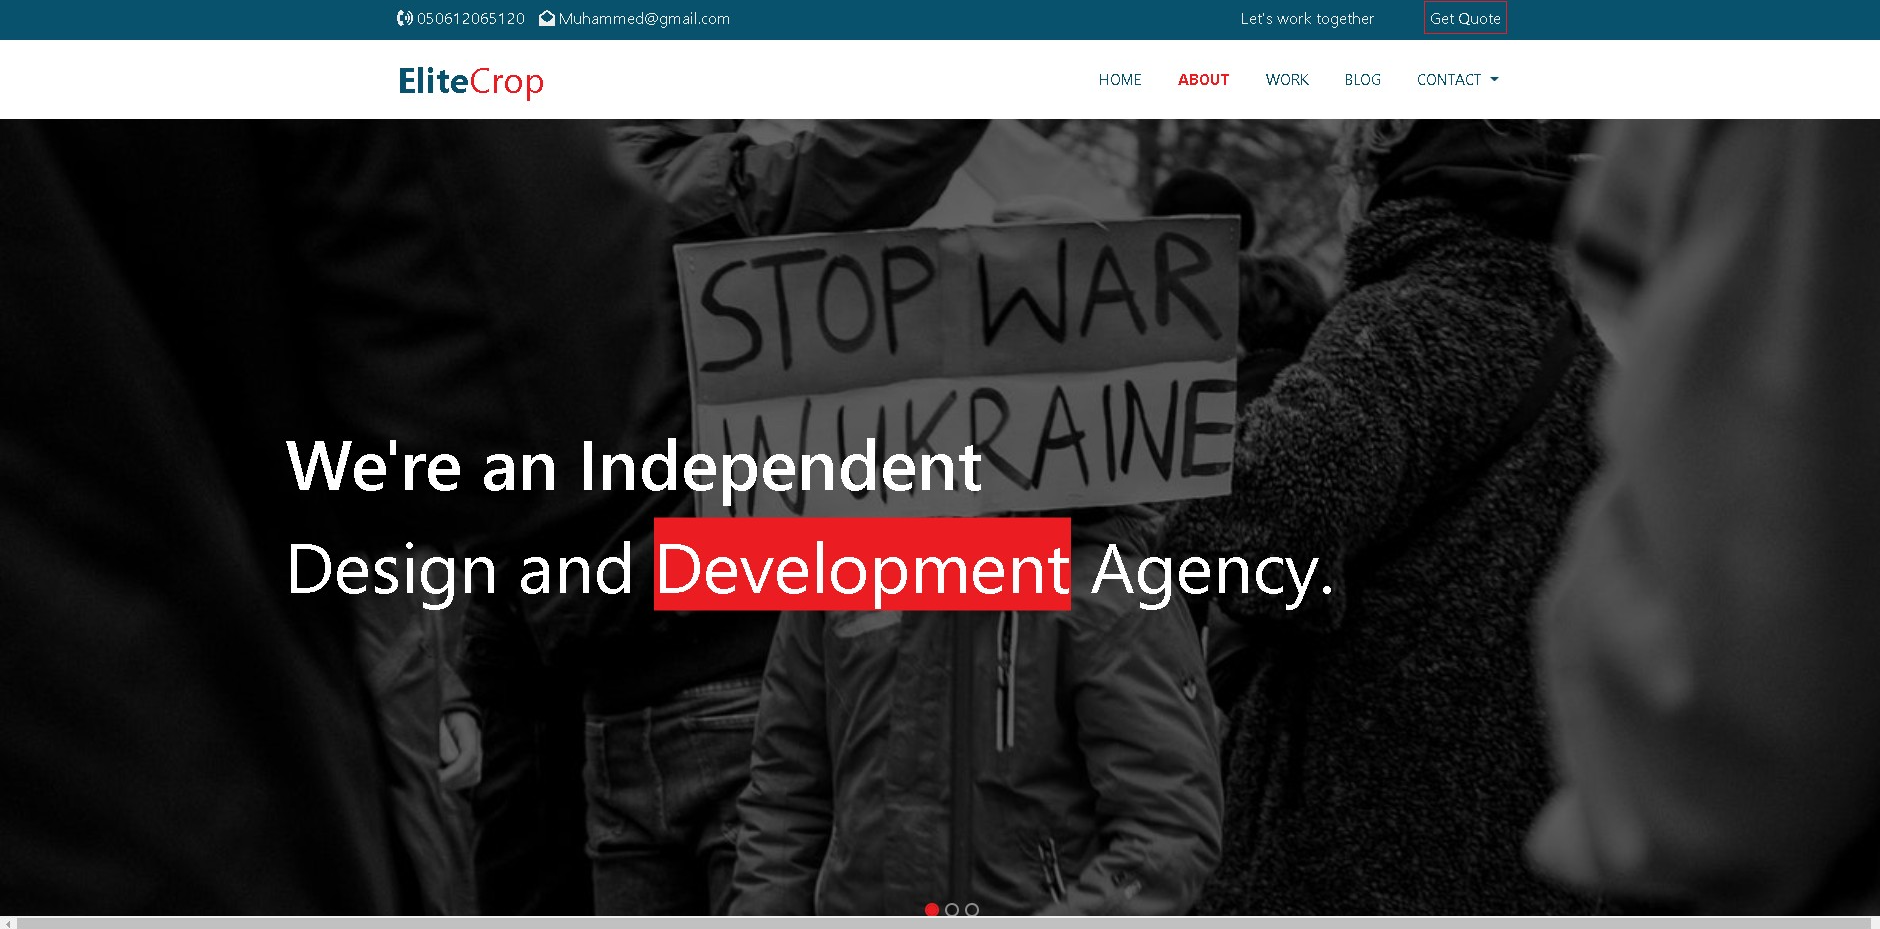 050612065120 Muhammed@gmail.com Let's work together Get Quote
EliteCrop HOME ABOUT WORK BLOG CONTACT
STOP WAR
IN UKRAINE
We're an Independent
Design and Development Agency.